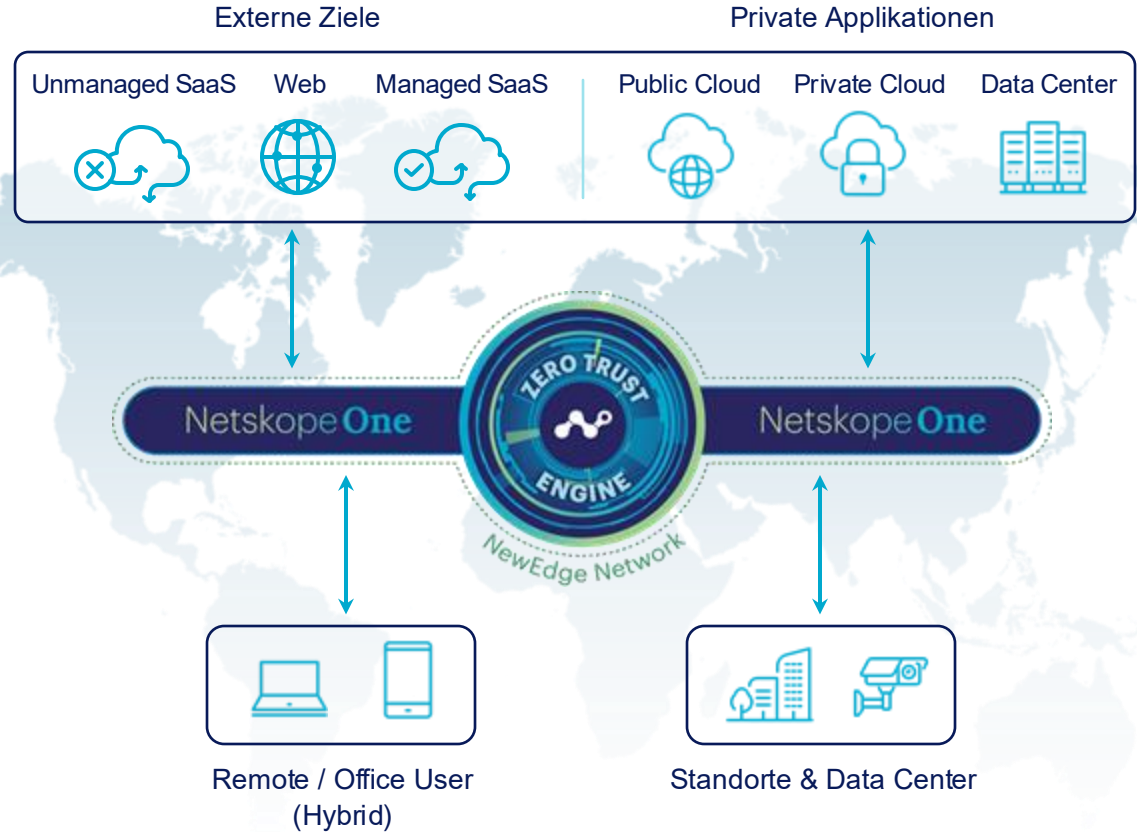 Externe Ziele
Private Applikationen
Unmanaged SaaS
Web
Managed SaaS
Public Cloud
Private Cloud
Data Center
Netskope One
ZERO TRUST
ENGINE
Netskope One
NewEdge Network
Remote / Office User
(Hybrid)
Standorte & Data Center